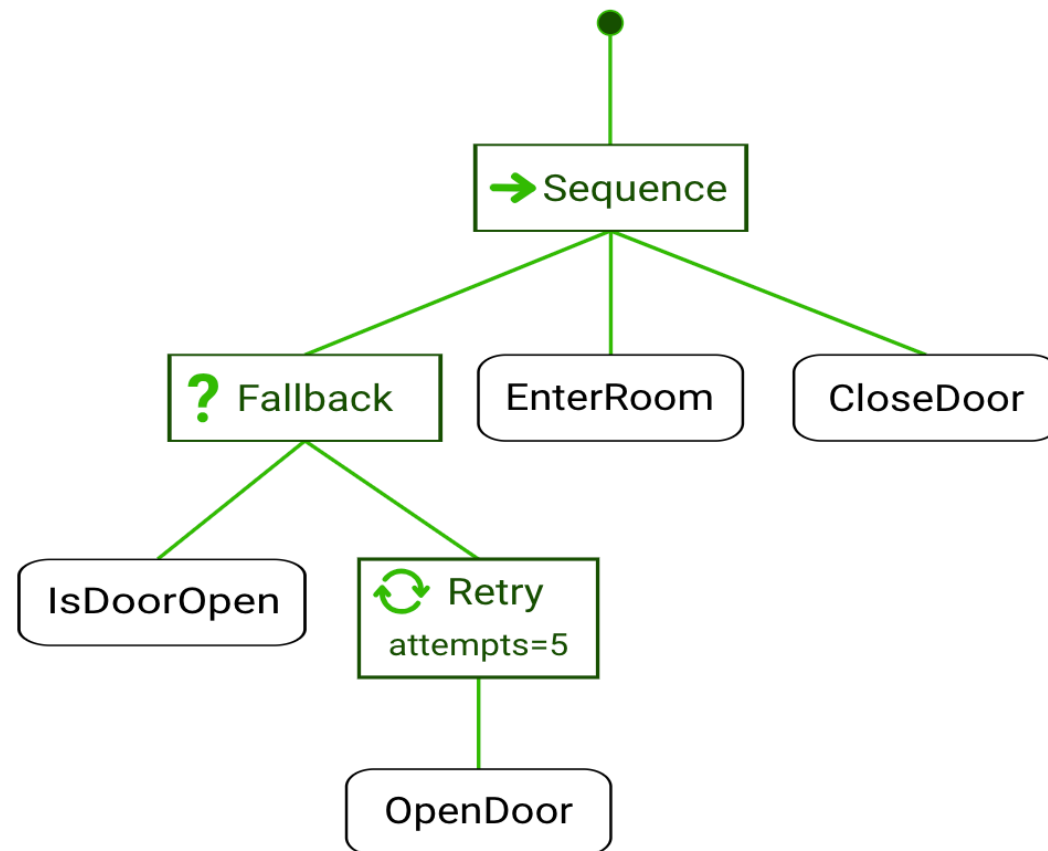 Sequence
Fallback
EnterRoom
CloseDoor
IsDoorOpen
Retry
attempts=5
OpenDoor